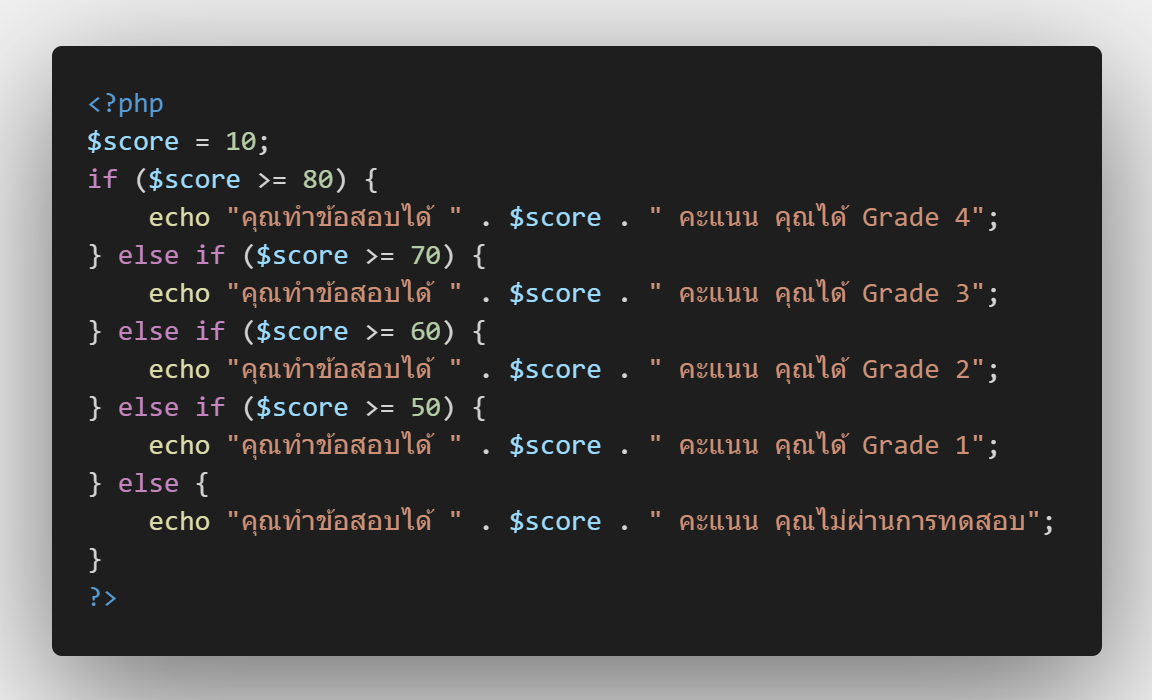 <?php
$score = 10;
if ($score >= 80) {
    echo "คุณทำข้อสอบได้ " . $score . " คะแนน คุณได้ Grade 4";
} else if ($score >= 70) {
    echo "คุณทำข้อสอบได้ " . $score . " คะแนน คุณได้ Grade 3";
} else if ($score >= 60) {
    echo "คุณทำข้อสอบได้ " . $score . " คะแนน คุณได้ Grade 2";
} else if ($score >= 50) {
    echo "คุณทำข้อสอบได้ " . $score . " คะแนน คุณได้ Grade 1";
} else {
    echo "คุณทำข้อสอบได้ " . $score . " คะแนน คุณไม่ผ่านการทดสอบ";
}
?>